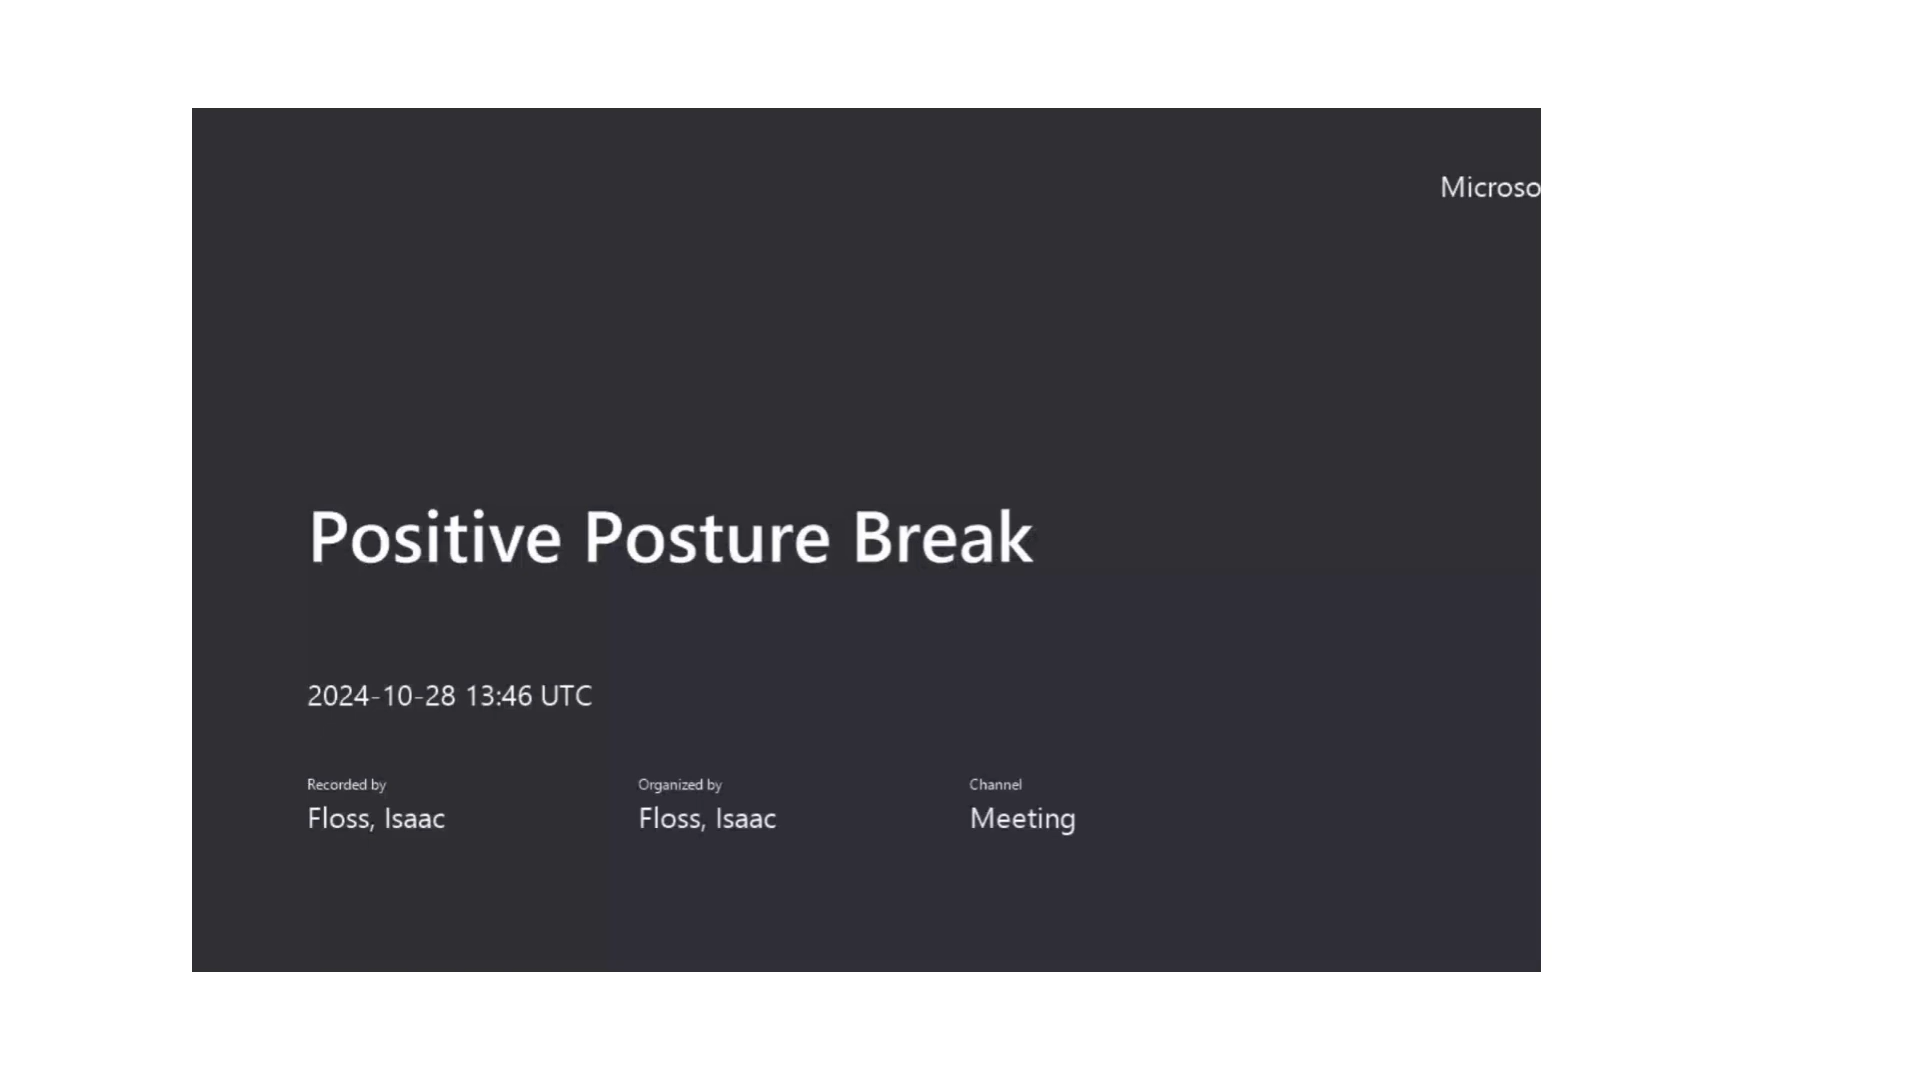 Microso
Positive Posture Break
2024-10-28 13:46 UTC
Recorded by
Organized by
Channel
Floss, Isaac
Floss, Isaac
Meeting